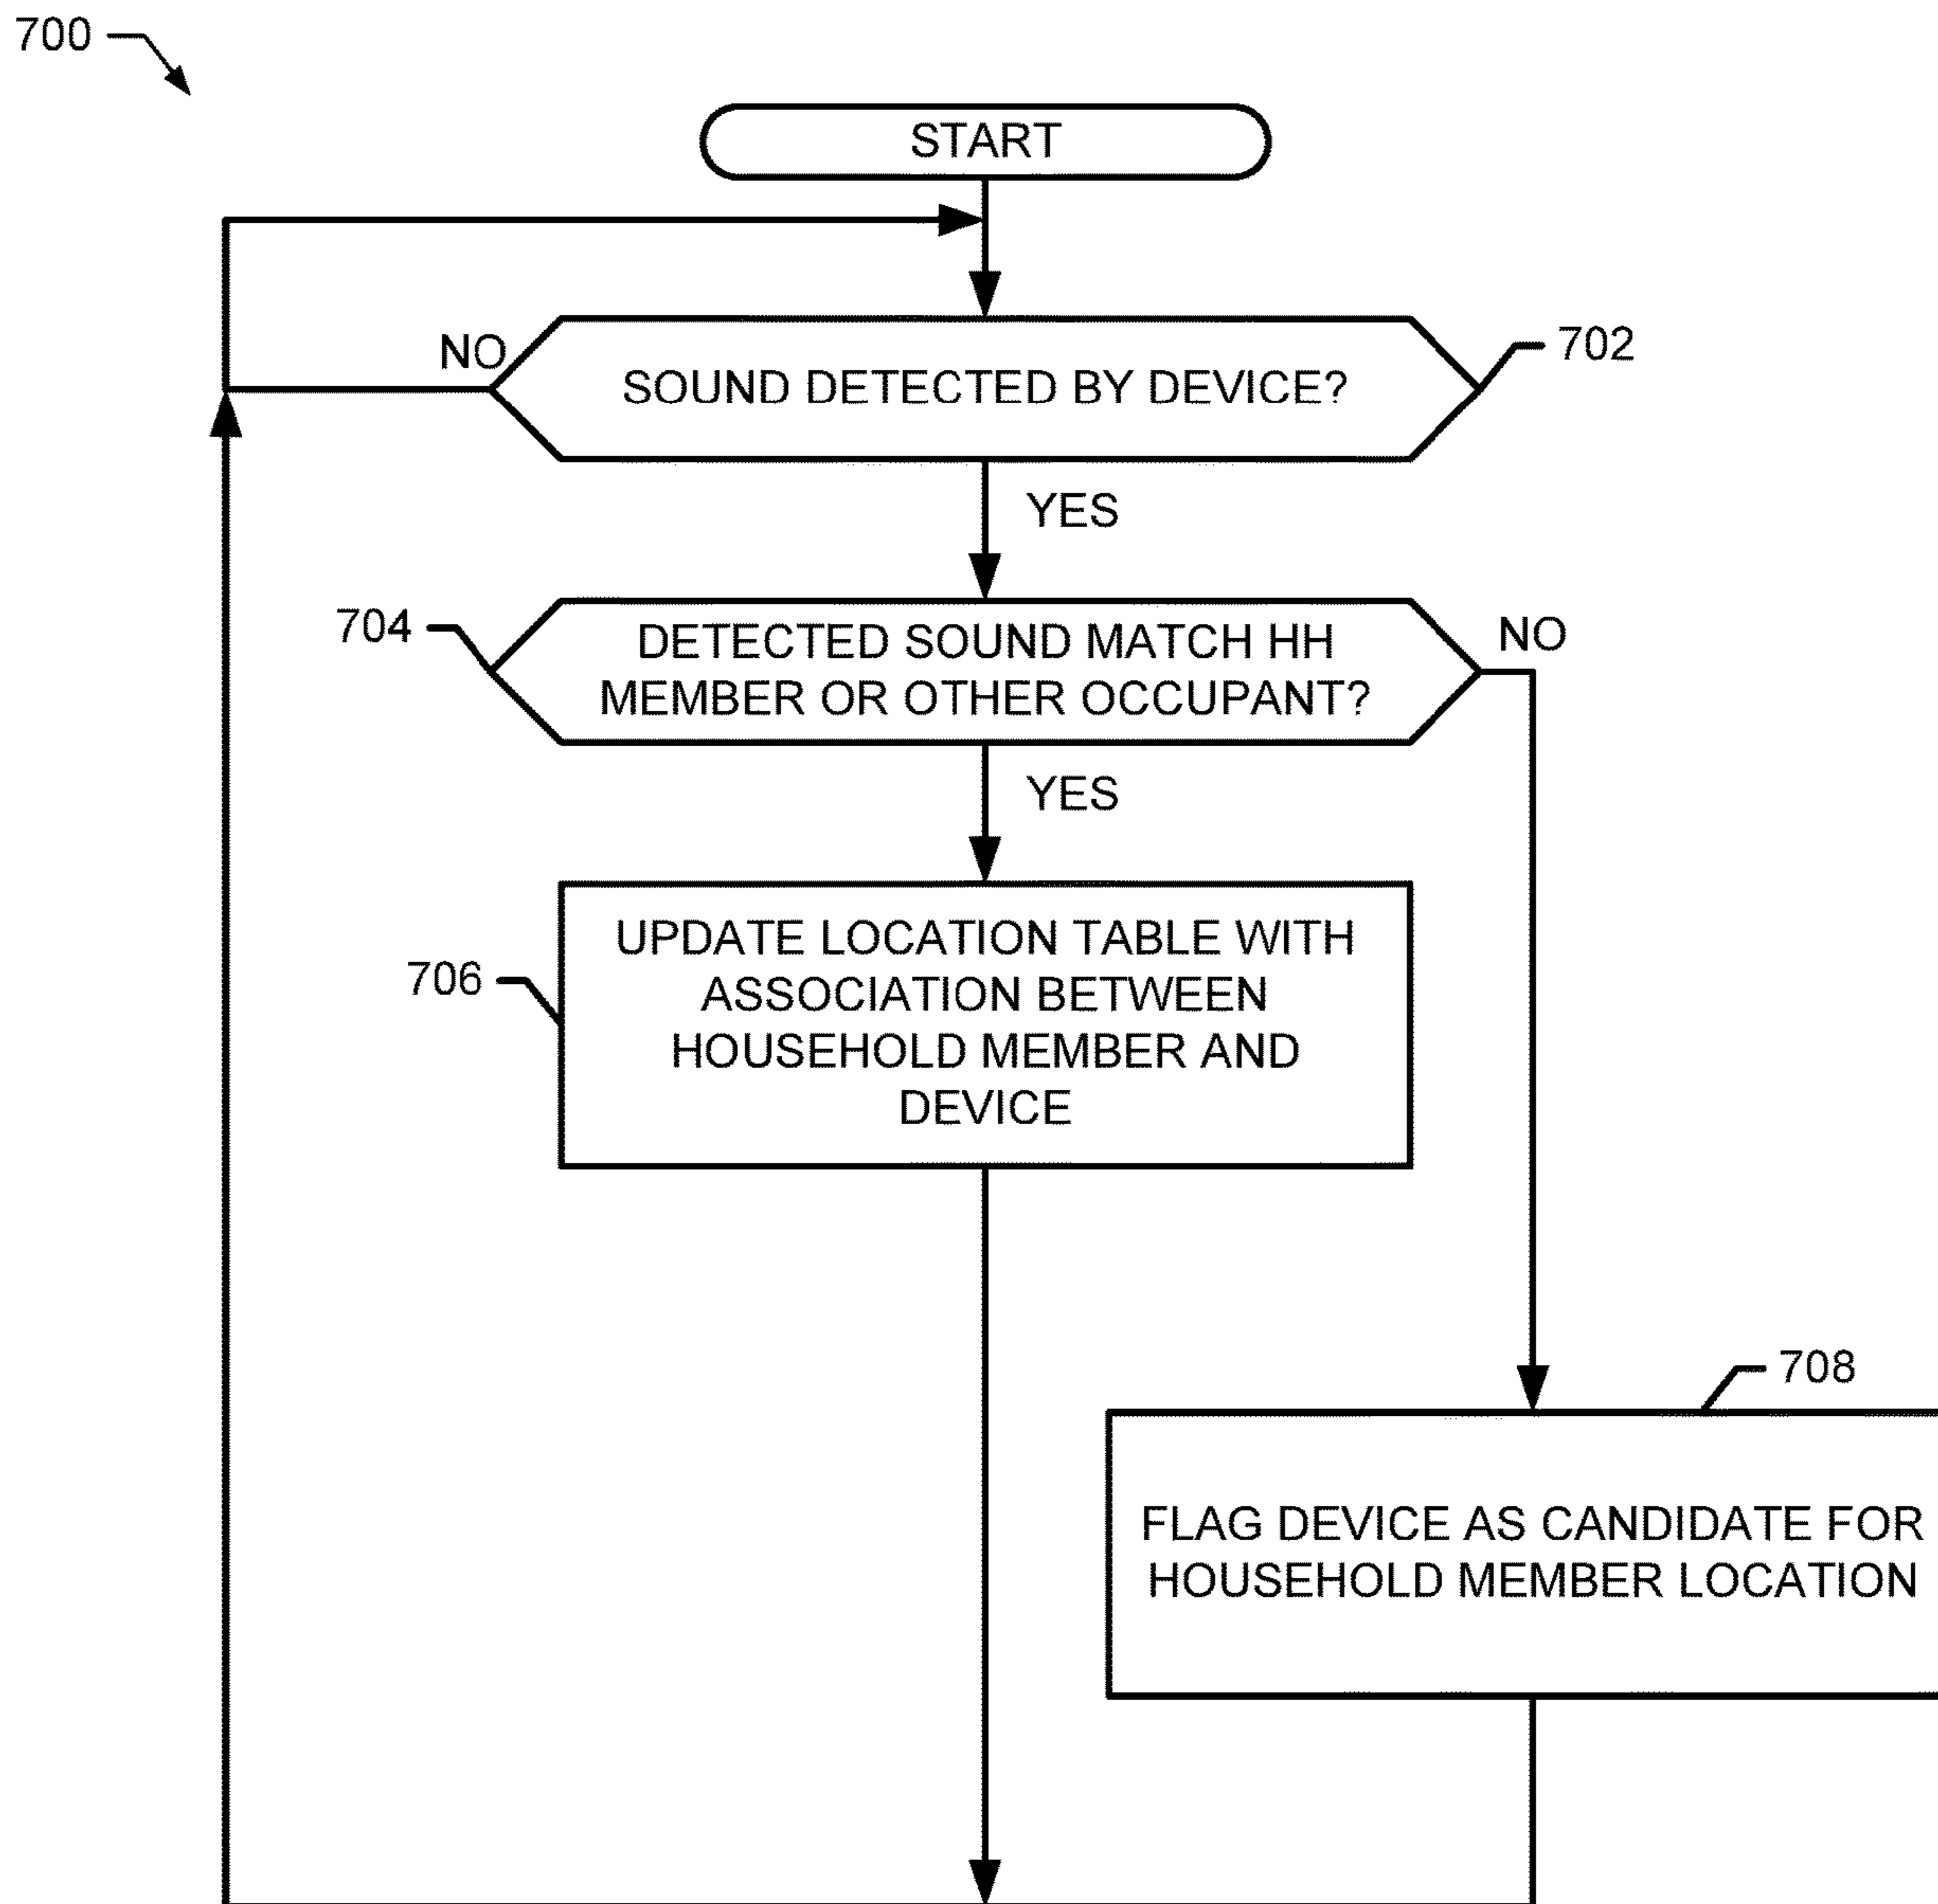 700
START
NO
SOUND DETECTED BY DEVICE?
702
YES
704
DETECTED SOUND MATCH HH
MEMBER OR OTHER OCCUPANT?
NO
YES
706
UPDATE LOCATION TABLE WITH
ASSOCIATION BETWEEN
HOUSEHOLD MEMBER AND
DEVICE
708
FLAG DEVICE AS CANDIDATE FOR
HOUSEHOLD MEMBER LOCATION